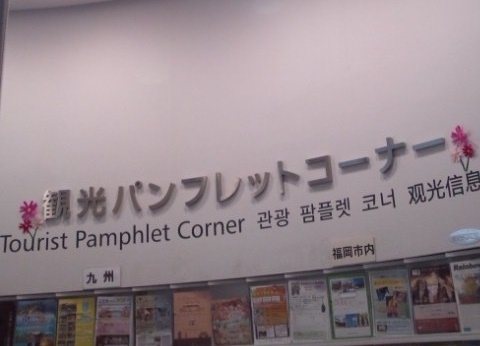 観光パンフレットコーナー
Tourist Pamphlet Corner 관광 팜플렛 코너 观光信息
九州
福岡市内